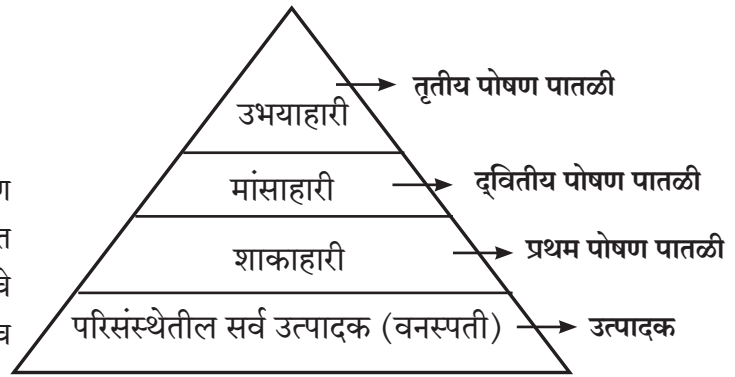 तृतीय पोषण पातळी
उभयाहारी
मांसाहारी
द्वितीय पोषण पातळी
शाकाहारी
प्रथम पोषण पातळी
परिसंस्थेतील सर्व उत्पादक (वनस्पती)
उत्पादक